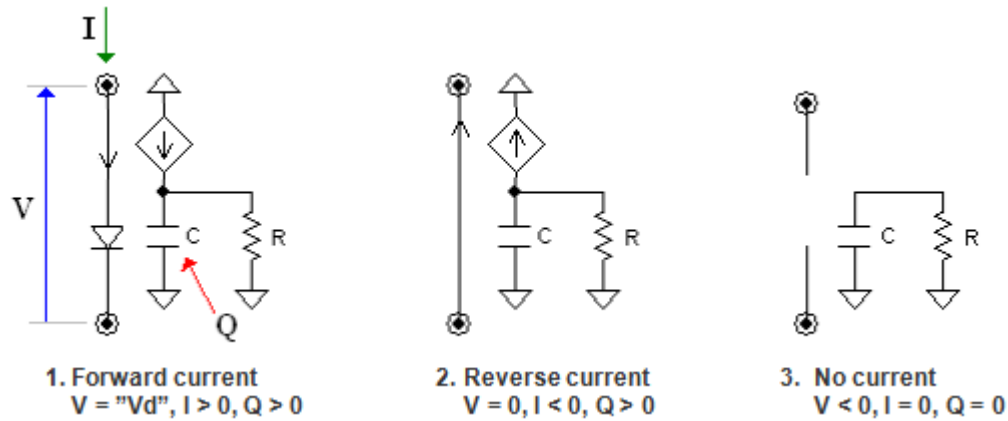 I
V
C
R
Q
C
R
C
R
1. Forward current
V = ”Vd”, I > 0, Q > 0
2. Reverse current
V = 0, I < 0, Q > 0
3. No current
V < 0, I = 0, Q = 0